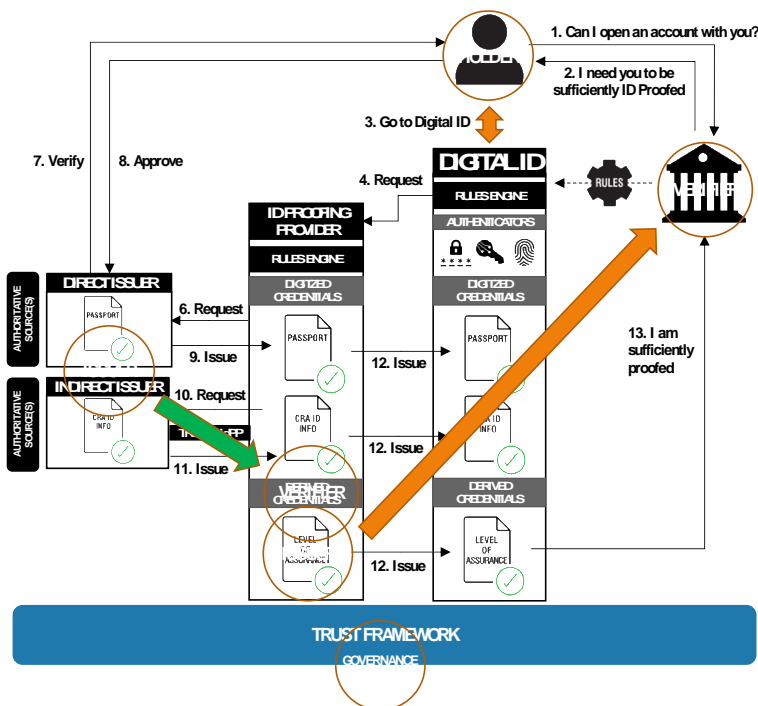 1. Can I open an account with you?
HOLDER
2. I need you to be
sufficiently ID Proofed
3. Go to Digital ID
7. Verify
8. Approve
DIGITAL ID
4. Request
RULES
VERIFIER
RULES ENGINE
ID PROOFING
PROVIDER
AUTHENTICATORS
****
RULES ENGINE
AUTHORITATIVE
SOURCE(S)
DIRECT ISSUER
DIGITIZED
CREDENTIALS
DIGITIZED
CREDENTIALS
6. Request
PASSPORT
PASSPORT
PASSPORT
9. Issue
12. Issue
13. I am
sufficiently
proofed
AUTHORITATIVE
SOURCE(S)
INDIRECT ISSUER
10. Request
CRA ID
INFO
CRA ID
INFO
CRA ID
INFO
12. Issue
11. Issue
DERIVED
CREDENTIALS
VERIFIER
DERIVED
CREDENTIALS
LEVEL
OF
ASSURANCE
LEVEL
OF
ASSURANCE
12. Issue
TRUST FRAMEWORK
GOVERNANCE